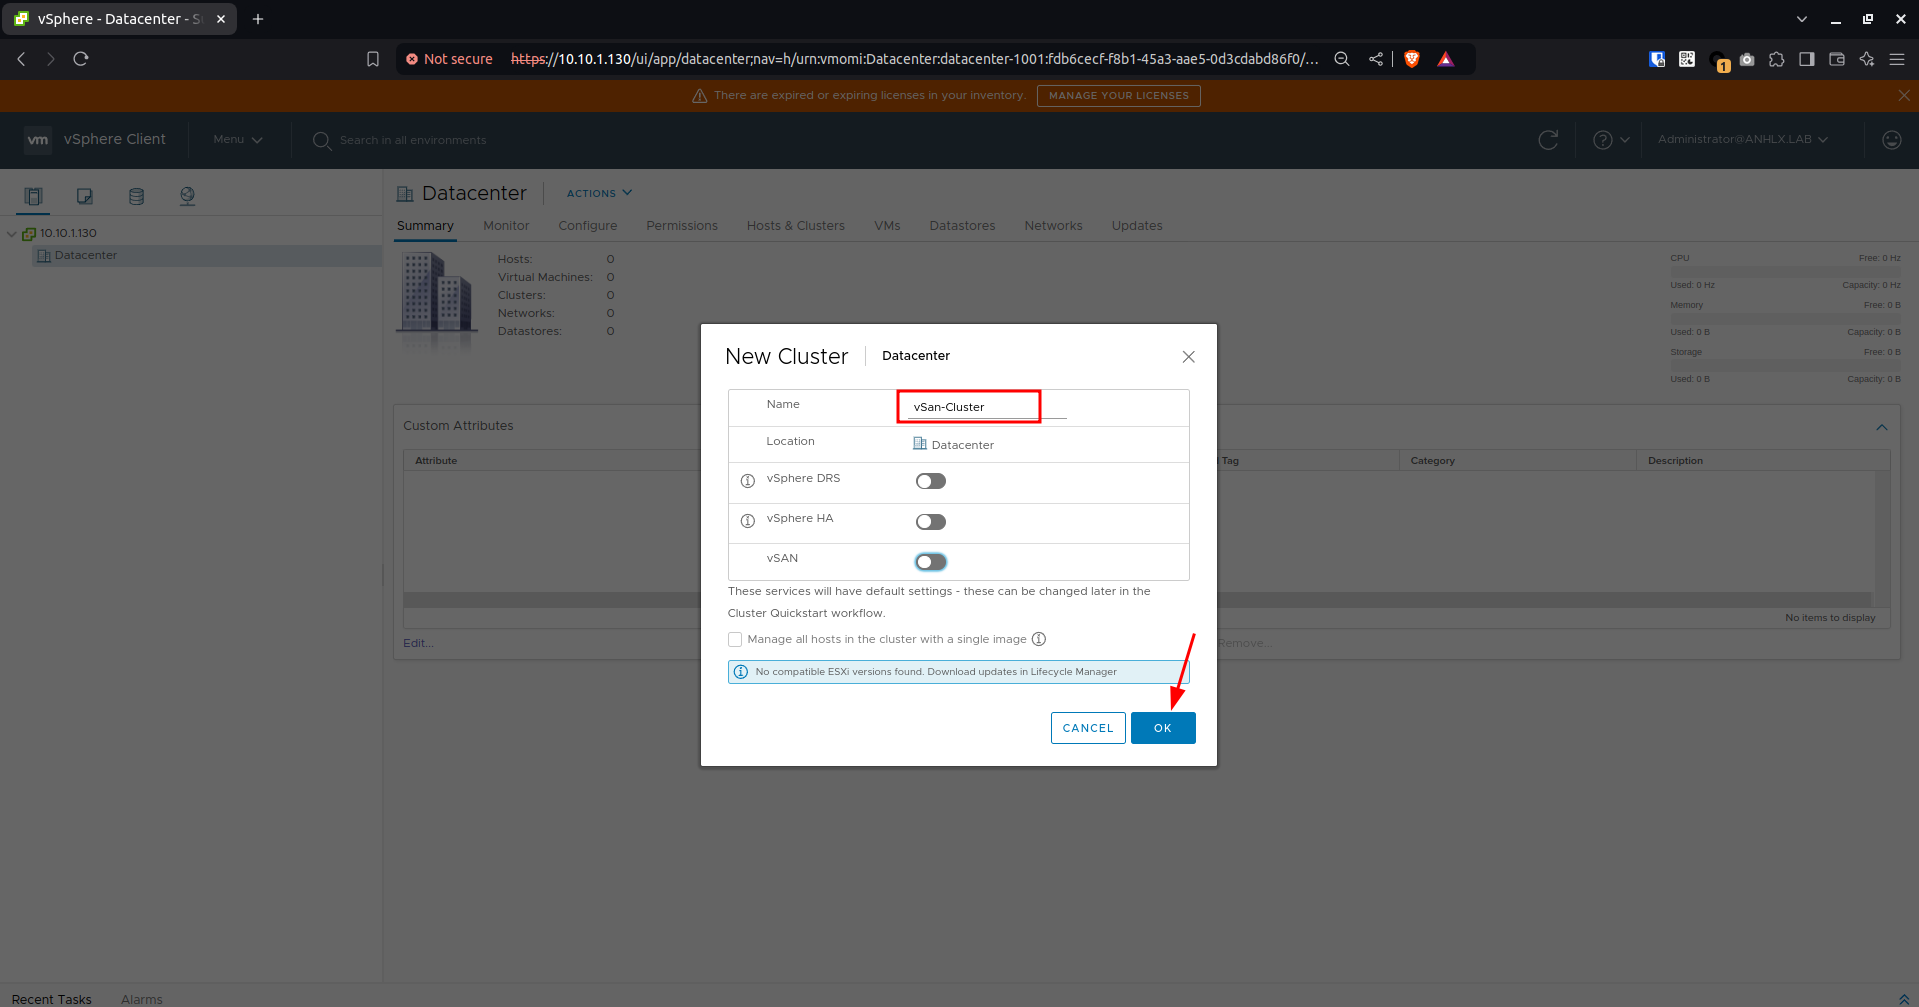 vSphere - Datacenter - S
Not secure https://10.10.1.130/ui/app/datacenter;nav=h/urn:vmomi:Datacenter:datacenter-1001:fdb6cecf-f8b1-45a3-aae5-0d3cdabd86f0/...
1
There are expired or expiring licenses in your inventory. MANAGE YOUR LICENSES
vm vSphere Client Menu Search in all environments Administrator@ANHLX.LAB
Datacenter ACTIONS
Summary Monitor Configure Permissions Hosts & Clusters VMs Datastores Networks Updates
10.10.1.130
Datacenter
Hosts: 0
Virtual Machines: 0
Clusters: 0
Networks: 0
Datastores: 0
CPU Free: 0 Hz
Used: 0 Hz Capacity: 0 Hz
Memory Free: 0 B
Used: 0 B Capacity: 0 B
Storage Free: 0 B
Used: 0 B Capacity: 0 B
Custom Attributes
Attribute
Edit...
Tag Category Description
No items to display
Remove...
New Cluster Datacenter
Name vSan-Cluster
Location Datacenter
vSphere DRS
vSphere HA
vSAN
These services will have default settings - these can be changed later in the
Cluster Quickstart workflow.
Manage all hosts in the cluster with a single image
No compatible ESXi versions found. Download updates in Lifecycle Manager
CANCEL OK
Recent Tasks Alarms